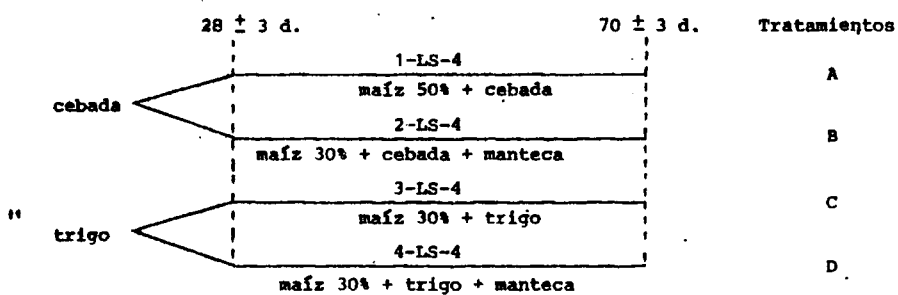 28 ± 3 d. 70 ± 3 d. Tratamientos
1-LS-4
A
maíz 50% + cebada
cebada
2-LS-4
B
maíz 30% + cebada + manteca
3-LS-4
C
maíz 30% + trigo
trigo
4-LS-4
D
maíz 30% + trigo + manteca